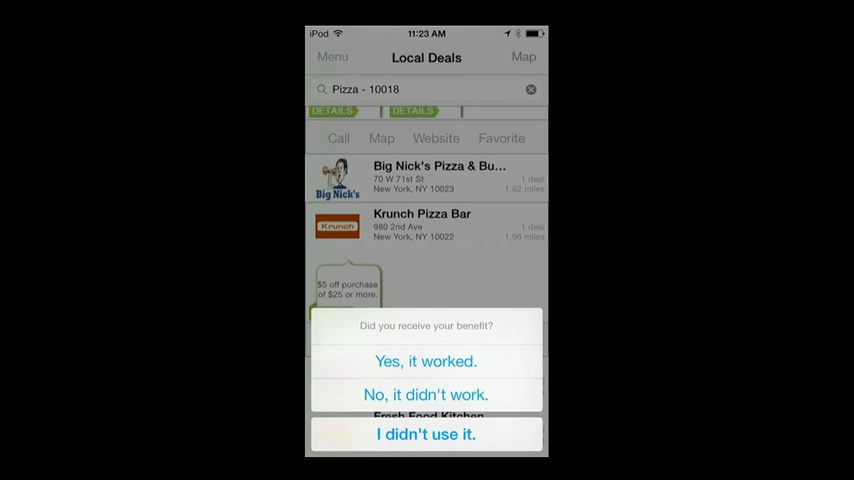 iPod 11:23 AM
Menu Local Deals Map
Pizza - 10018
DETAILS DETAILS
Call Map Website Favorite
Big Nick's Pizza & Bu...
70 W 71st St 1 deal
New York, NY 10023 1.62 miles
Big Nick's
Krunch Pizza Bar
Krunch
980 2nd Ave 1 deal
New York, NY 10022 1.96 miles
$5 off purchase
of $25 or more.
Did you receive your benefit?
Yes, it worked.
No, it didn't work.
Fresh Food Kitchen
I didn't use it.